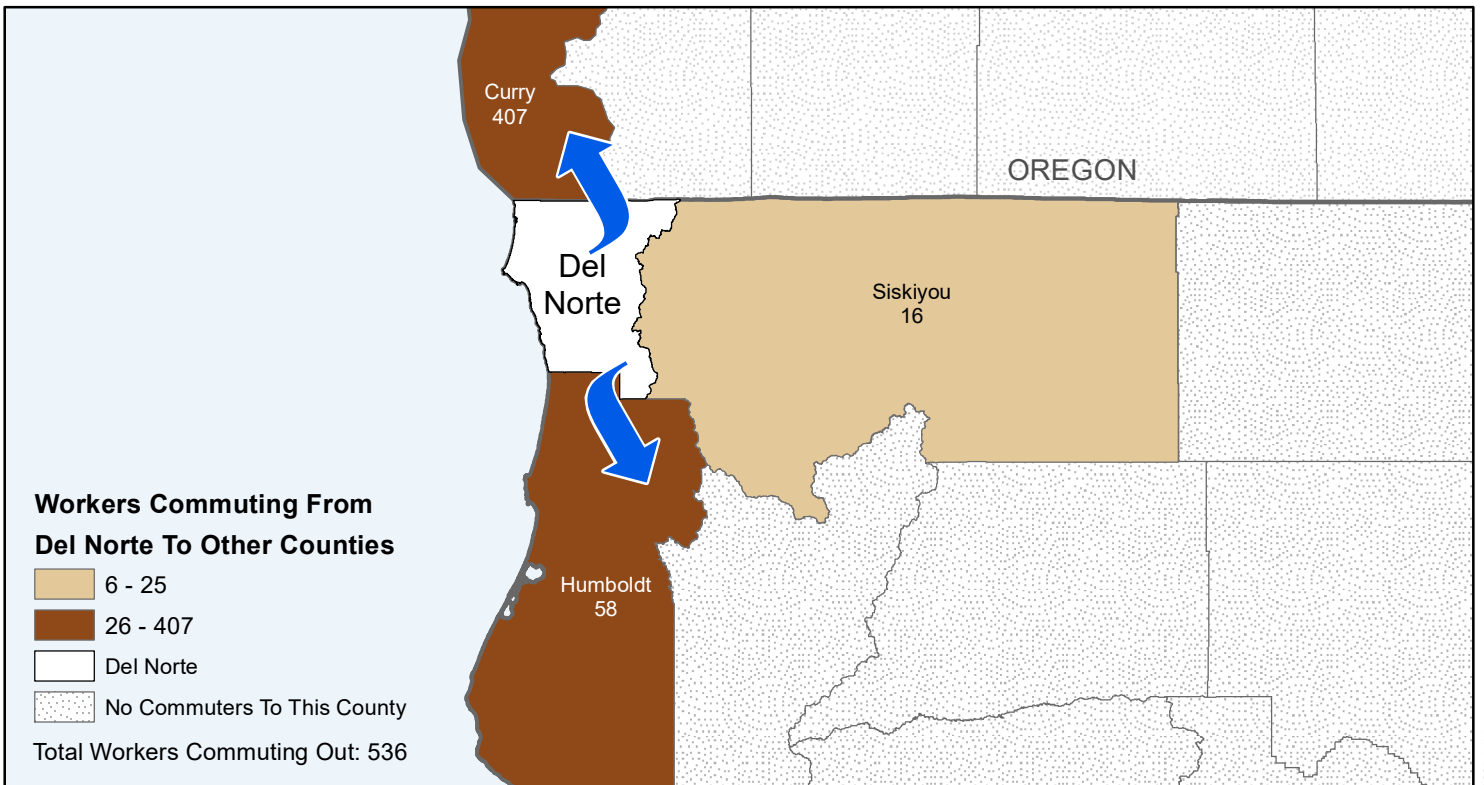 Curry
407
OREGON
Del
Norte
Siskiyou
16
Humboldt
58
Workers Commuting From
Del Norte To Other Counties
6 - 25
26 - 407
Del Norte
No Commuters To This County
Total Workers Commuting Out: 536